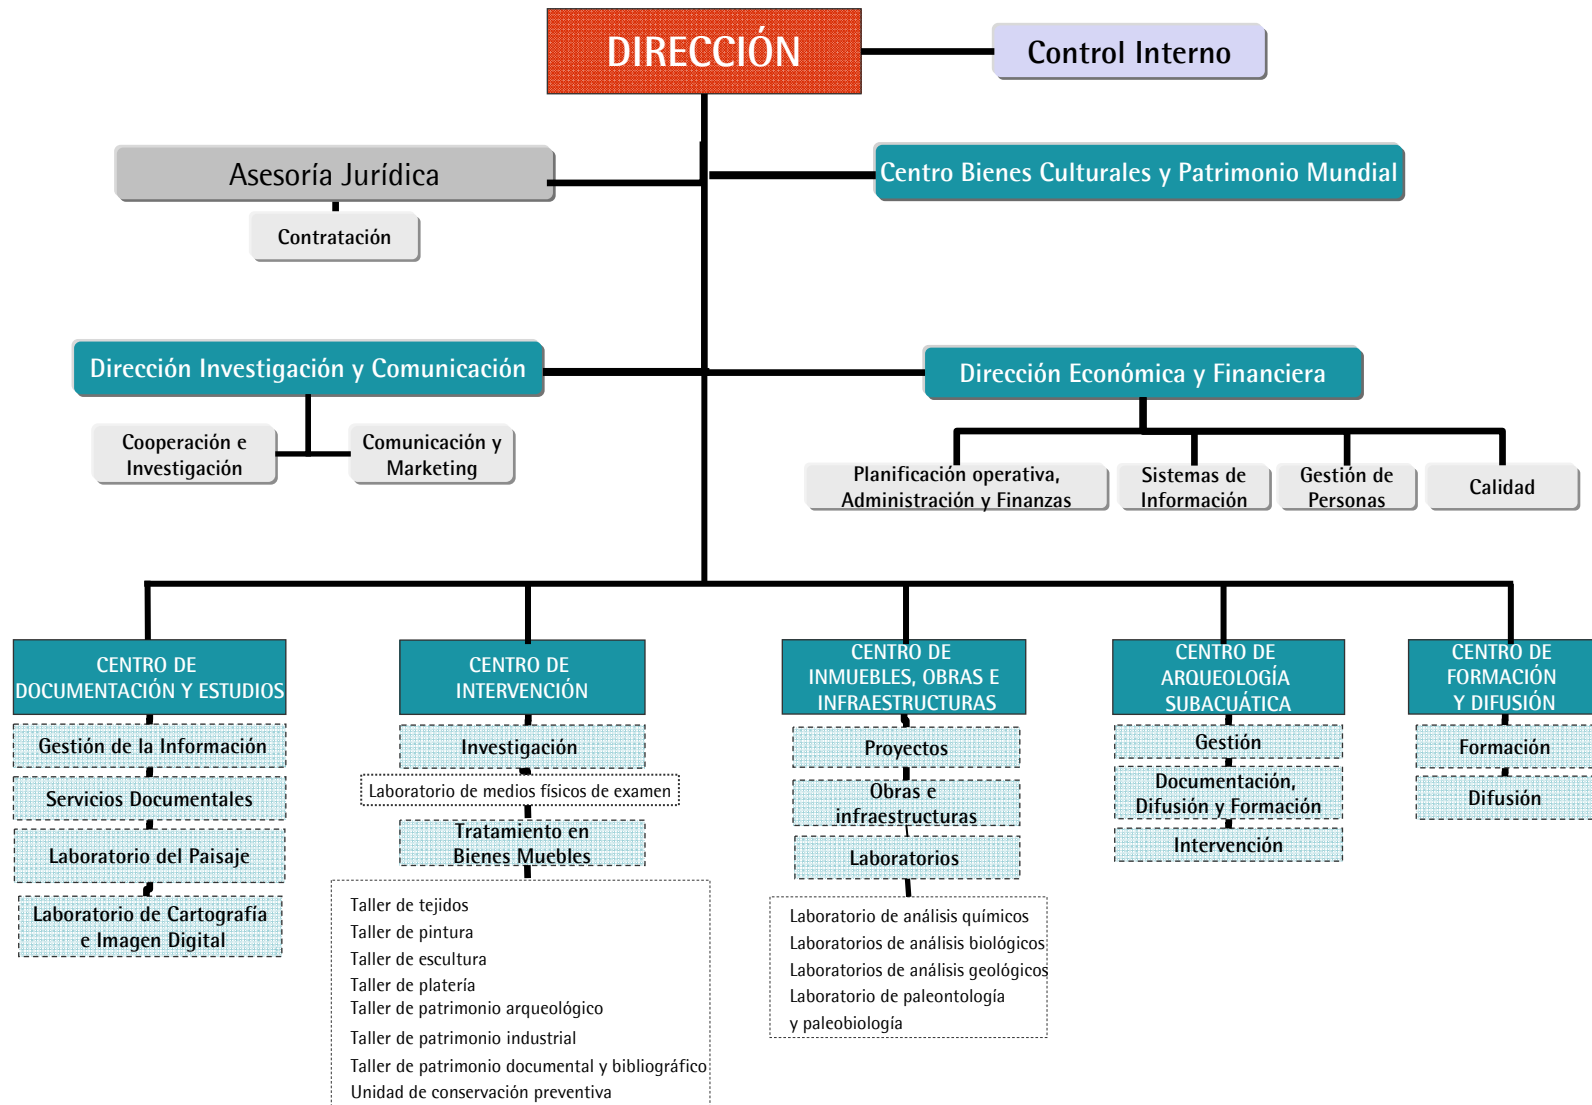 DIRECCIÓN
Control Interno
Asesoría Jurídica
Centro Bienes Culturales y Patrimonio Mundial
Contratación
Dirección Investigación y Comunicación
Dirección Económica y Financiera
Cooperación e
Investigación
Comunicación y
Marketing
Planificación operativa,
Administración y Finanzas
Sistemas de
Información
Gestión de
Personas
Calidad
CENTRO DE
DOCUMENTACIÓN Y ESTUDIOS
Gestión de la Información
Servicios Documentales
Laboratorio del Paisaje
Laboratorio de Cartografía
e Imagen Digital
CENTRO DE
INTERVENCIÓN
Investigación
Laboratorio de medios físicos de examen
Tratamiento en
Bienes Muebles
Taller de tejidos
Taller de pintura
Taller de escultura
Taller de platería
Taller de patrimonio arqueológico
Taller de patrimonio industrial
Taller de patrimonio documental y bibliográfico
Unidad de conservación preventiva
CENTRO DE
INMUEBLES, OBRAS E
INFRAESTRUCTURAS
Proyectos
Obras e
infraestructuras
Laboratorios
Laboratorio de análisis químicos
Laboratorios de análisis biológicos
Laboratorios de análisis geológicos
Laboratorio de paleontología
y paleobiología
CENTRO DE
ARQUEOLOGÍA
SUBACUÁTICA
Gestión
Documentación,
Difusión y Formación
Intervención
CENTRO DE
FORMACIÓN
Y DIFUSIÓN
Formación
Difusión